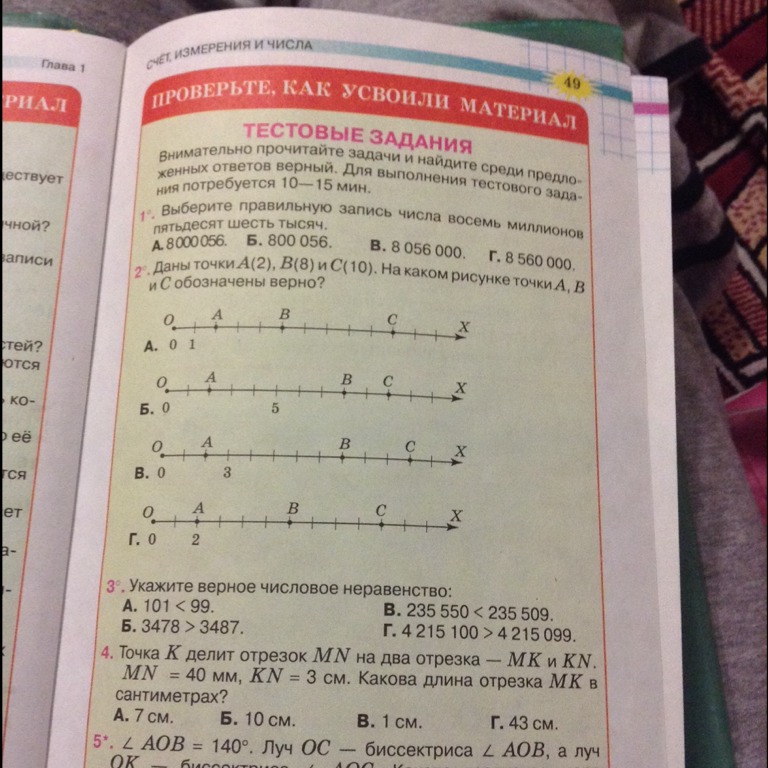 Глава 1
РИАЛ
ществует
чной?
записи
стей?
ются
ко-
её
тся
ет
а-
СЧЁТ, ИЗМЕРЕНИЯ И ЧИСЛА
49
ПРОВЕРЬТЕ, КАК УСВОИЛИ МАТЕРИАЛ
ТЕСТОВЫЕ ЗАДАНИЯ
Внимательно прочитайте задачи и найдите среди предло-
женных ответов верный. Для выполнения тестового зада-
ния потребуется 10—15 мин.
1°. Выберите правильную запись числа восемь миллионов
пятьдесят шесть тысяч.
А. 8 000 056. Б. 800 056. В. 8 056 000. Г. 8 560 000.
2°. Даны точки A(2), B(8) и C(10). На каком рисунке точки A, B
и C обозначены верно?
O A B C X
А. 0 1
O A B C X
Б. 0 5
O A B C X
В. 0 3
O A B C X
Г. 0 2
3°. Укажите верное числовое неравенство:
А. 101 < 99. В. 235 550 < 235 509.
Б. 3478 > 3487. Г. 4 215 100 > 4 215 099.
4. Точка K делит отрезок MN на два отрезка — MK и KN.
MN = 40 мм, KN = 3 см. Какова длина отрезка MK в
сантиметрах?
А. 7 см. Б. 10 см. В. 1 см. Г. 43 см.
5*. ∠ AOB = 140°. Луч OC — биссектриса ∠ AOB, а луч
OK — биссектриса ∠ AOC.